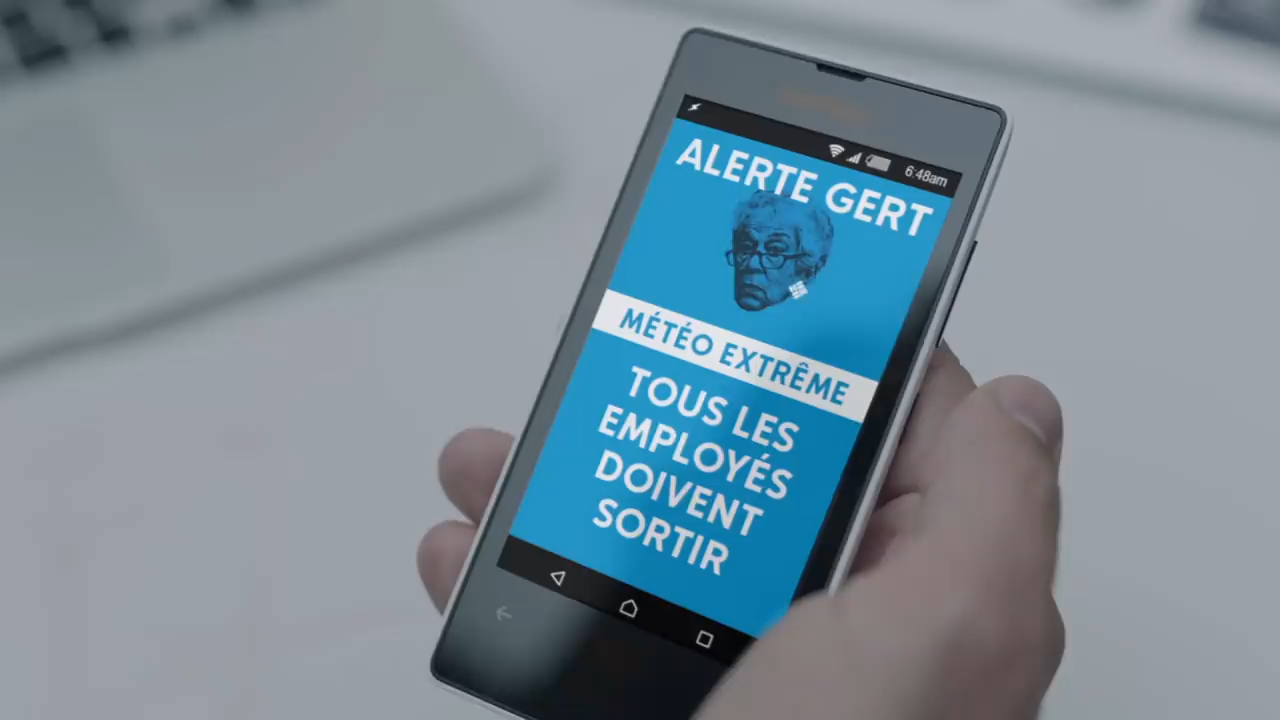 6:48am
ALERTE GERT
MÉTÉO EXTRÊME
TOUS LES
EMPLOYÉS
DOIVENT
SORTIR